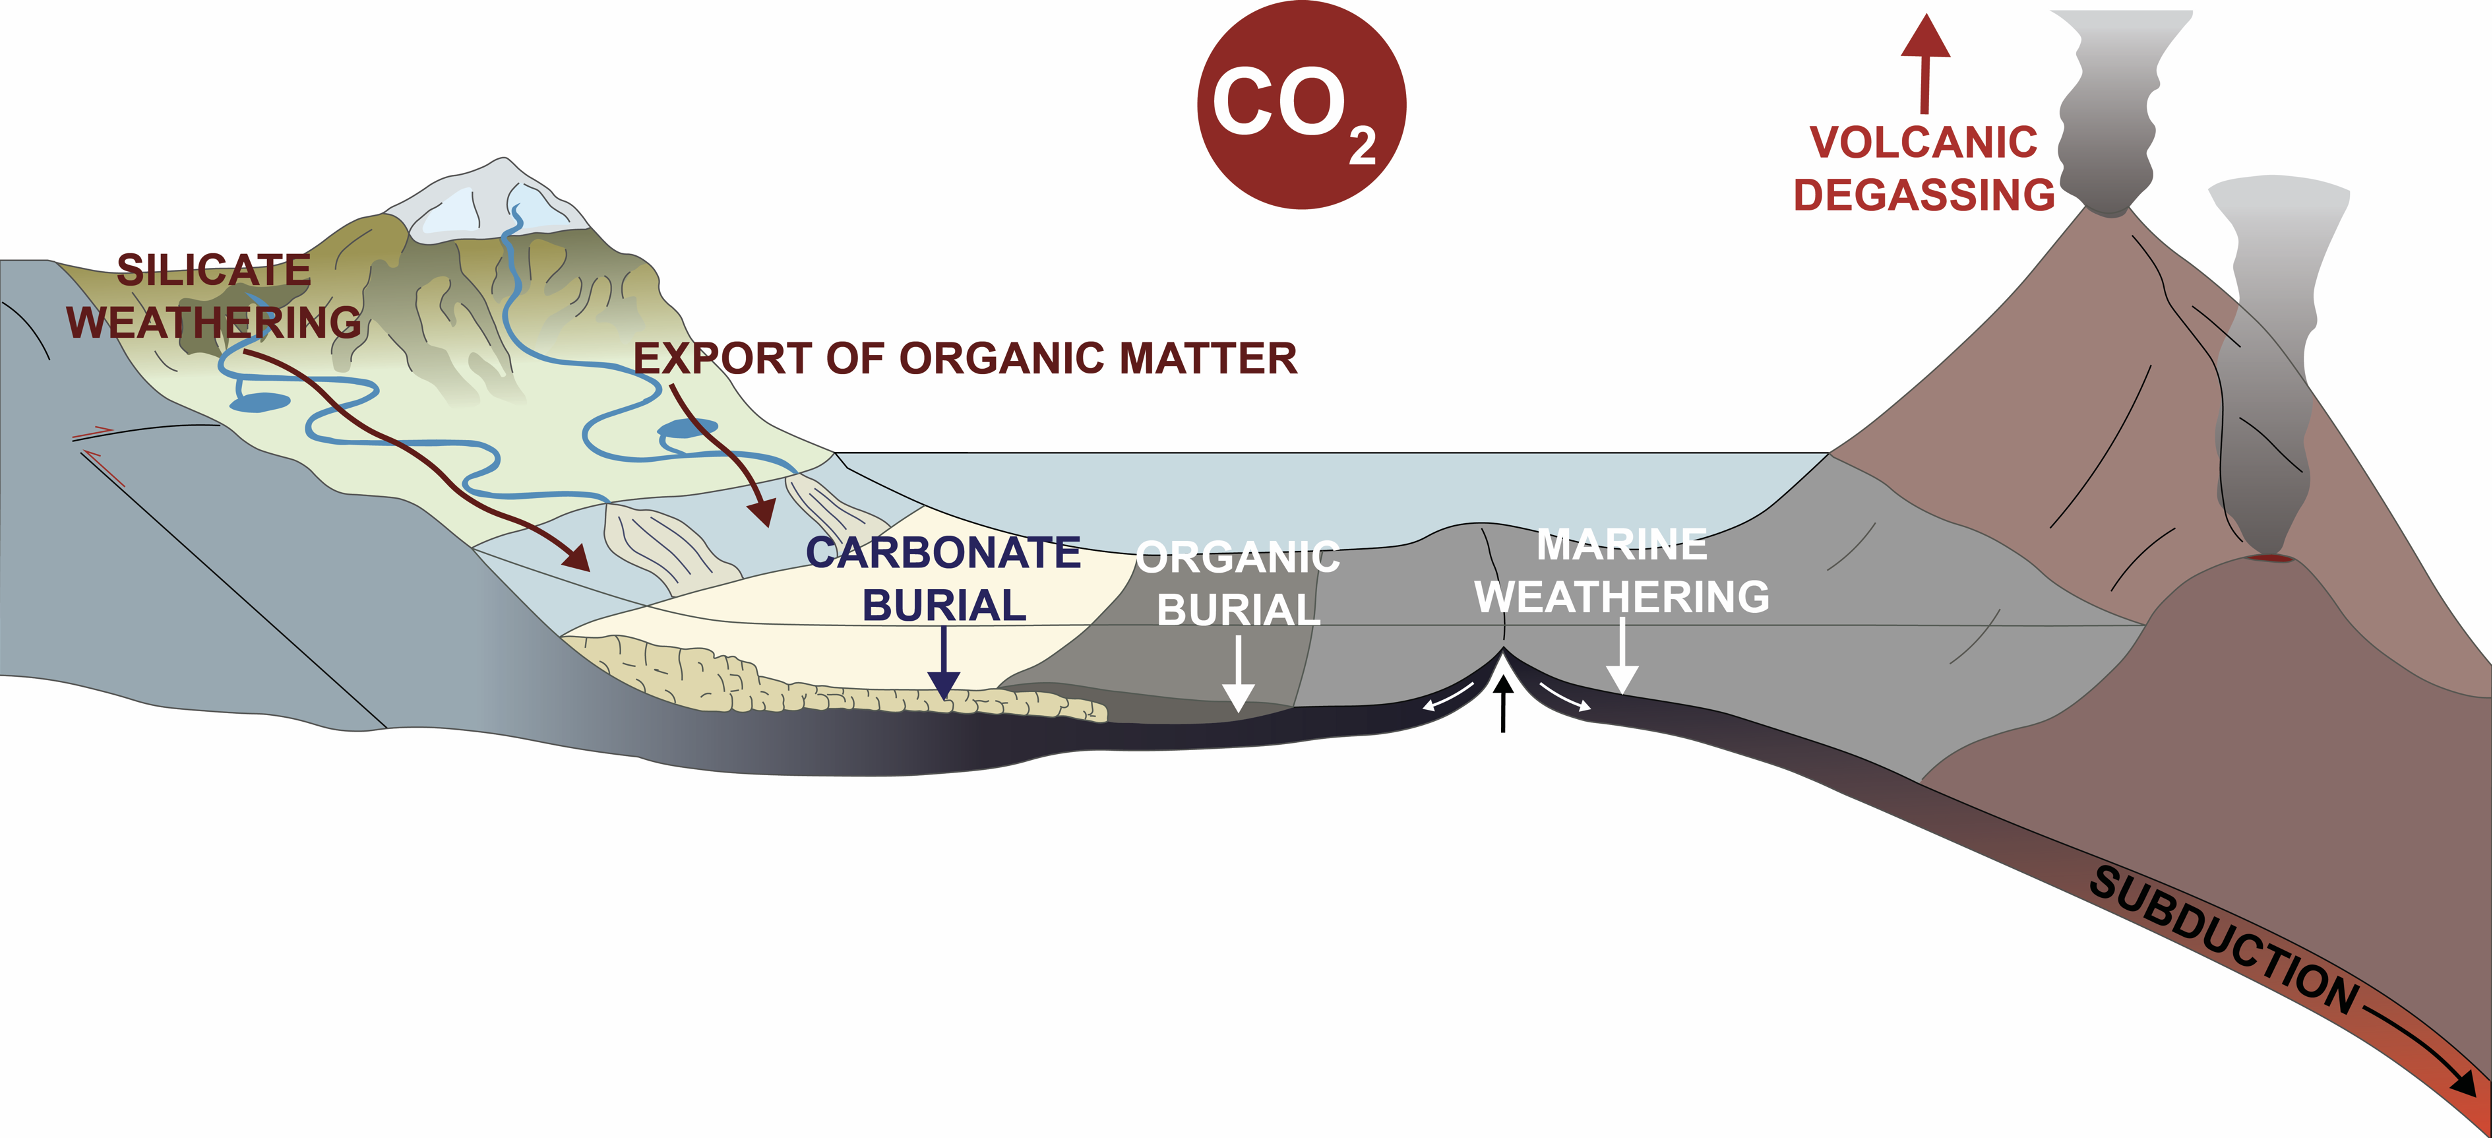 CO₂
VOLCANIC
DEGASSING
SILICATE
WEATHERING
EXPORT OF ORGANIC MATTER
CARBONATE
BURIAL
ORGANIC
BURIAL
MARINE
WEATHERING
SUBDUCTION